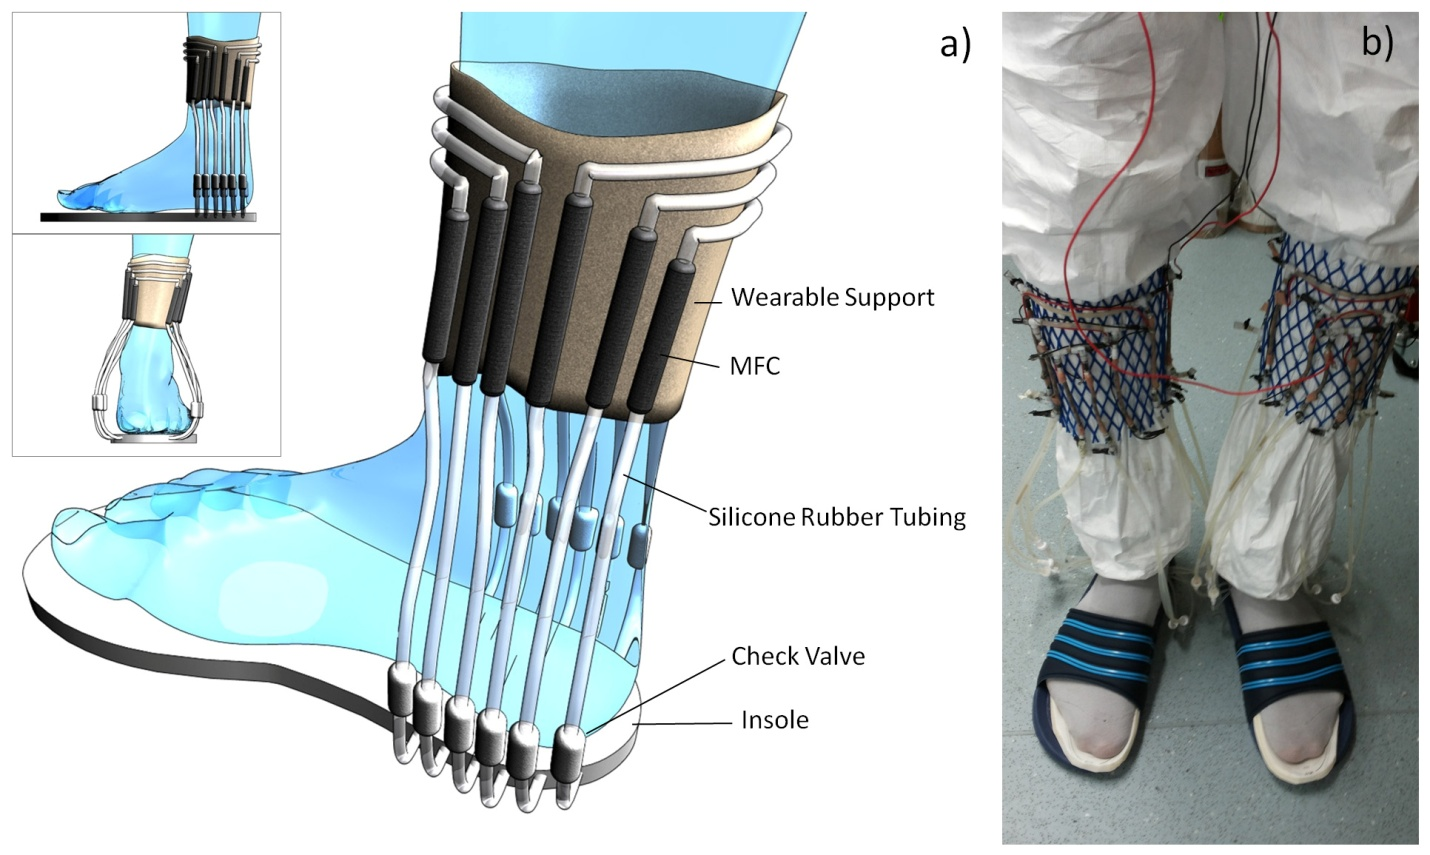 a)
b)
Wearable Support
MFC
Silicone Rubber Tubing
Check Valve
Insole